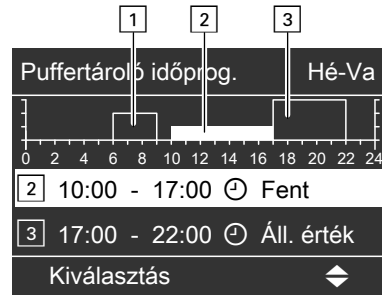 1 2 3
Puffertároló időprog. Hé-Va
0 2 4 6 8 10 12 14 16 18 20 22 24
2 10:00 - 17:00 Fent
3 17:00 - 22:00 Áll. érték
Kiválasztás